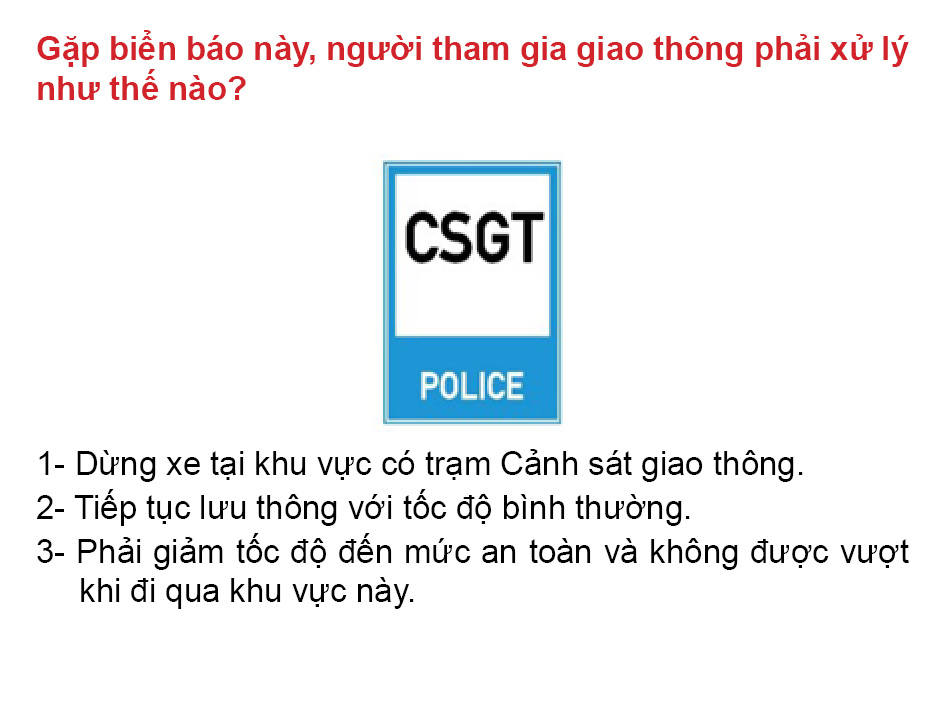 Gặp biển báo này, người tham gia giao thông phải xử lý
như thế nào?
CSGT
POLICE
1- Dừng xe tại khu vực có trạm Cảnh sát giao thông.
2- Tiếp tục lưu thông với tốc độ bình thường.
3- Phải giảm tốc độ đến mức an toàn và không được vượt
khi đi qua khu vực này.